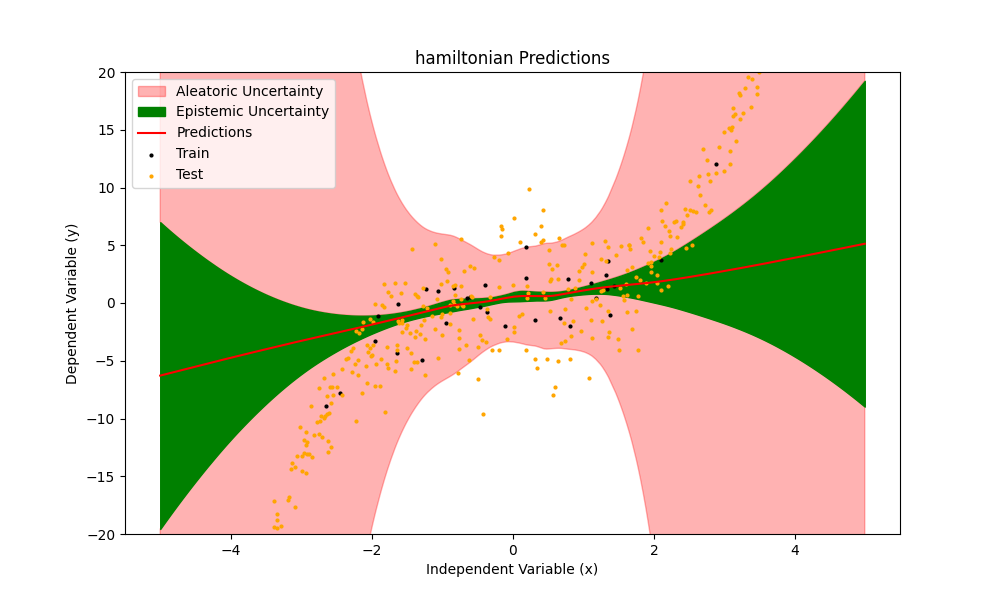 hamiltonian Predictions
Aleatoric Uncertainty
Epistemic Uncertainty
Predictions
Train
Test
Dependent Variable (y)
20
15
10
5
0
−5
−10
−15
−20
−4
−2
0
2
4
Independent Variable (x)